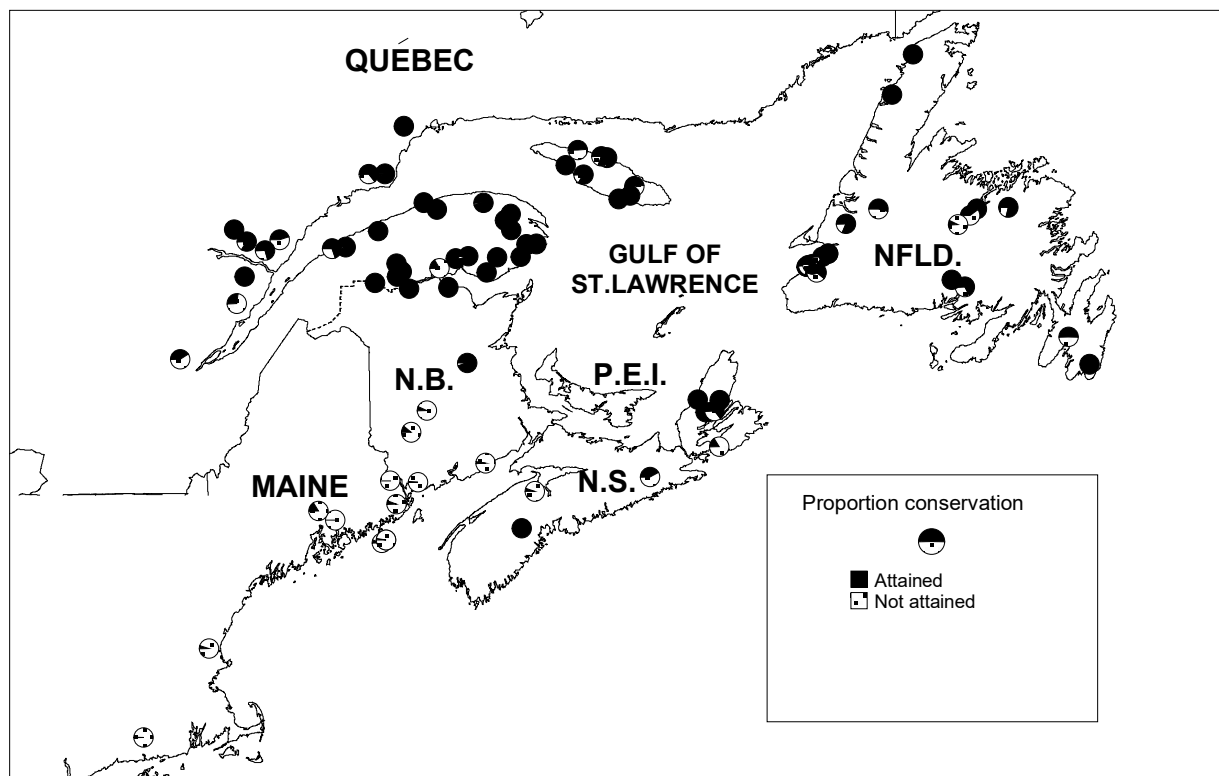 QUÉBEC
GULF OF
ST.LAWRENCE
NFLD.
N.B.
P.E.I.
MAINE
N.S.
Proportion conservation
Attained
Not attained